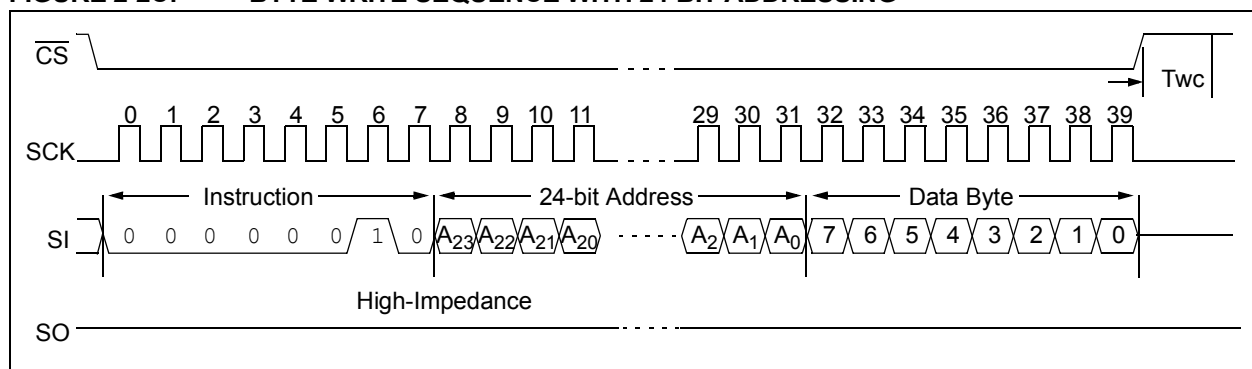 FIGURE BYTE WRITE SEQUENCE WITH 24-BIT ADDRESSING
CS
Twc
0 1 2 3 4 5 6 7 8 9 10 11 29 30 31 32 33 34 35 36 37 38 39
SCK
Instruction 24-bit Address Data Byte
SI 0 0 0 0 0 0 1 0 A23 A22 A21 A20 A2 A1 A0 7 6 5 4 3 2 1 0
High-Impedance
SO